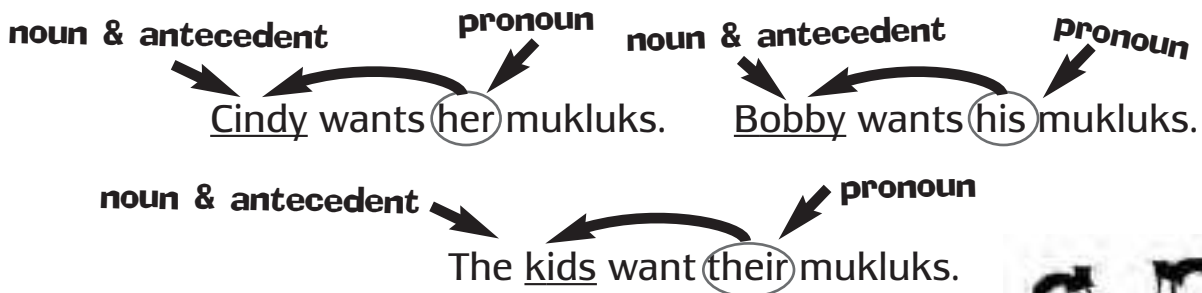 noun & antecedent pronoun noun & antecedent pronoun
Cindy wants her mukluks. Bobby wants his mukluks.
noun & antecedent pronoun
The kids want their mukluks.